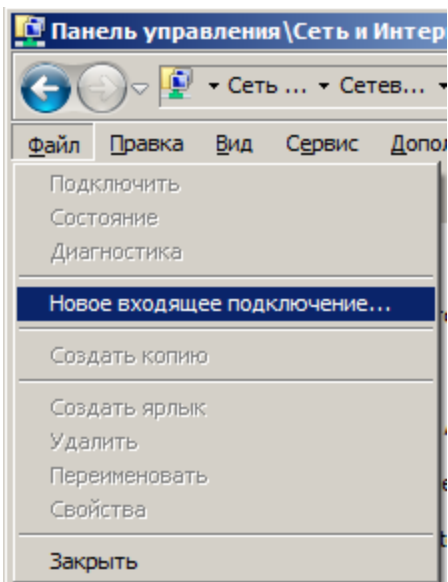 Панель управления\Сеть и Интер
Сеть ... Сетев...
Файл Правка Вид Сервис Допол
Подключить
Состояние
Диагностика
Новое входящее подключение...
Создать копию
Создать ярлык
Удалить
Переименовать
Свойства
Закрыть